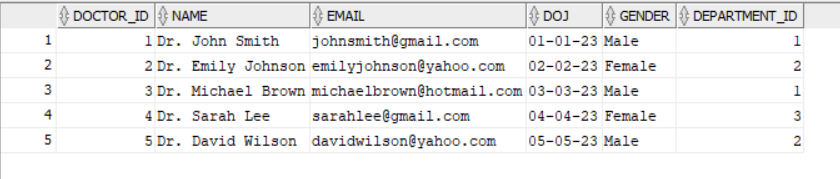 DOCTOR_ID NAME EMAIL DOJ GENDER DEPARTMENT_ID
1 1 Dr. John Smith johnsmith@gmail.com 01-01-23 Male 1
2 2 Dr. Emily Johnson emilyjohnson@yahoo.com 02-02-23 Female 2
3 3 Dr. Michael Brown michaelbrown@hotmail.com 03-03-23 Male 1
4 4 Dr. Sarah Lee sarahlee@gmail.com 04-04-23 Female 3
5 5 Dr. David Wilson davidwilson@yahoo.com 05-05-23 Male 2